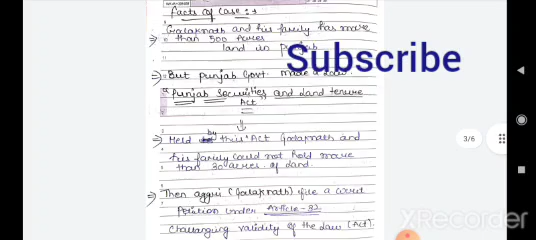 Facts of Case :→
⇒ Golaknath and his family has more
than 500 Acres
land in Punjab
Subscribe
⇒ But Punjab Govt. made a Law.
"Punjab Securities and Land tenure
Act"
3/6
⇒ Held by this Act Golaknath and
his family could not hold more
than 30 acres of land.
⇒ Then aggri (Golaknath) file a writ
Petition under Article-32
Challanging validity of the Law (Act).
XRecorder